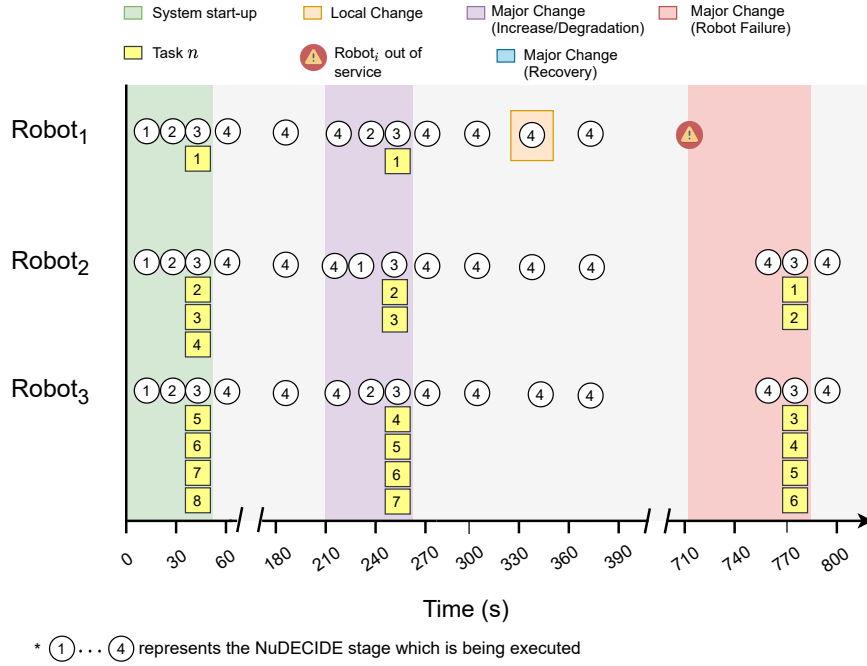 System start-up
Local Change
Major Change
(Increase/Degradation)
Major Change
(Robot Failure)
Task n
Robot_i out of
service
Major Change
(Recovery)
Robot_1
1 2 3 4 4 4 2 3 4 4 4 4
1 1
Robot_2
1 2 3 4 4 4 1 3 4 4 4 4 4 3 4
2 2 1
3 3 2
4
Robot_3
1 2 3 4 4 4 2 3 4 4 4 4 4 3 4
5 4 3
6 5 4
7 6 5
8 7 6
0 30 60 180 210 240 270 300 330 360 390 710 740 770 800
Time (s)
* 1 ... 4 represents the NuDECIDE stage which is being executed